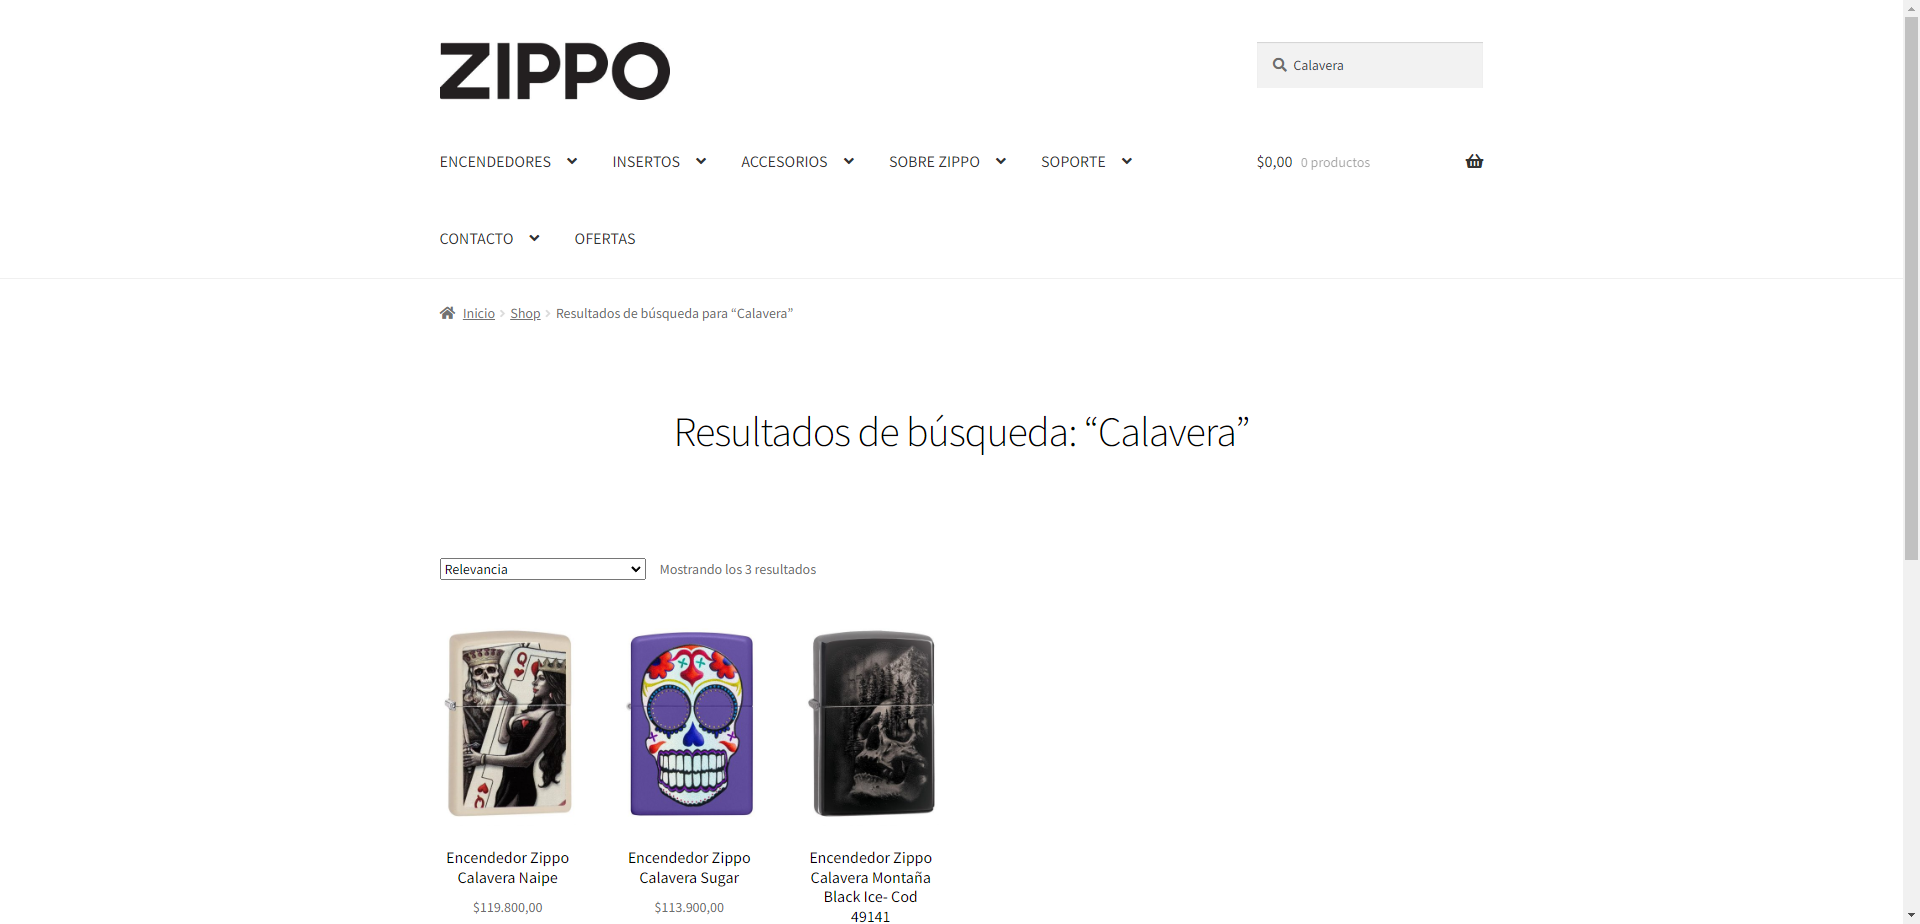 ZIPPO
Calavera
ENCENDEDORES
INSERTOS
ACCESORIOS
SOBRE ZIPPO
SOPORTE
$0,00 0 productos
CONTACTO
OFERTAS
Inicio
Shop
Resultados de búsqueda para “Calavera”
Resultados de búsqueda: “Calavera”
Relevancia
Mostrando los 3 resultados
Q
Q
Encendedor Zippo
Calavera Naipe
$119.800,00
Encendedor Zippo
Calavera Sugar
$113.900,00
Encendedor Zippo
Calavera Montaña
Black Ice- Cod
49141